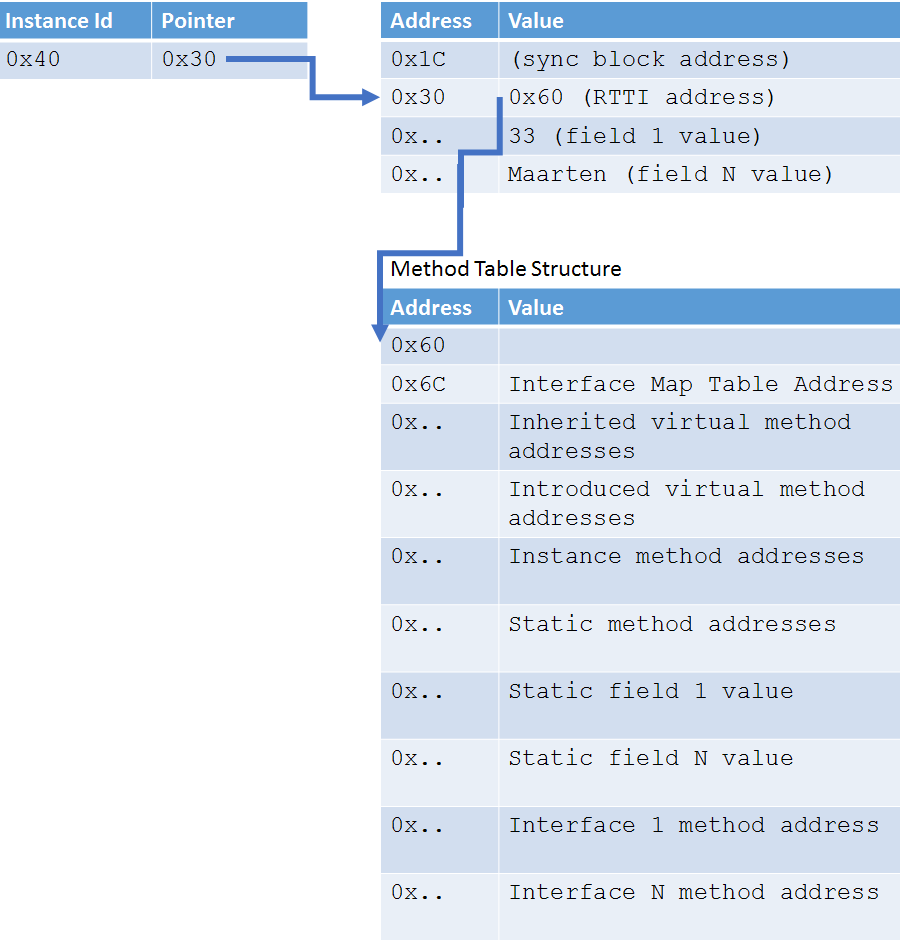 Instance Id Pointer
0x40 0x30
Address Value
0x1C (sync block address)
0x30 0x60 (RTTI address)
0x.. 33 (field 1 value)
0x.. Maarten (field N value)
Method Table Structure
Address Value
0x60
0x6C Interface Map Table Address
0x.. Inherited virtual method
addresses
0x.. Introduced virtual method
addresses
0x.. Instance method addresses
0x.. Static method addresses
0x.. Static field 1 value
0x.. Static field N value
0x.. Interface 1 method address
0x.. Interface N method address